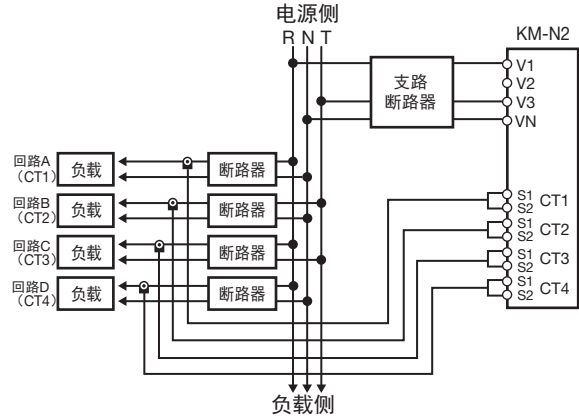 电源侧
R N T
KM-N2
支路
断路器
V1
V2
V3
VN
回路A
（CT1）
负载
断路器
回路B
（CT2）
负载
断路器
回路C
（CT3）
负载
断路器
回路D
（CT4）
负载
断路器
S1
S2
CT1
S1
S2
CT2
S1
S2
CT3
S1
S2
CT4
负载侧